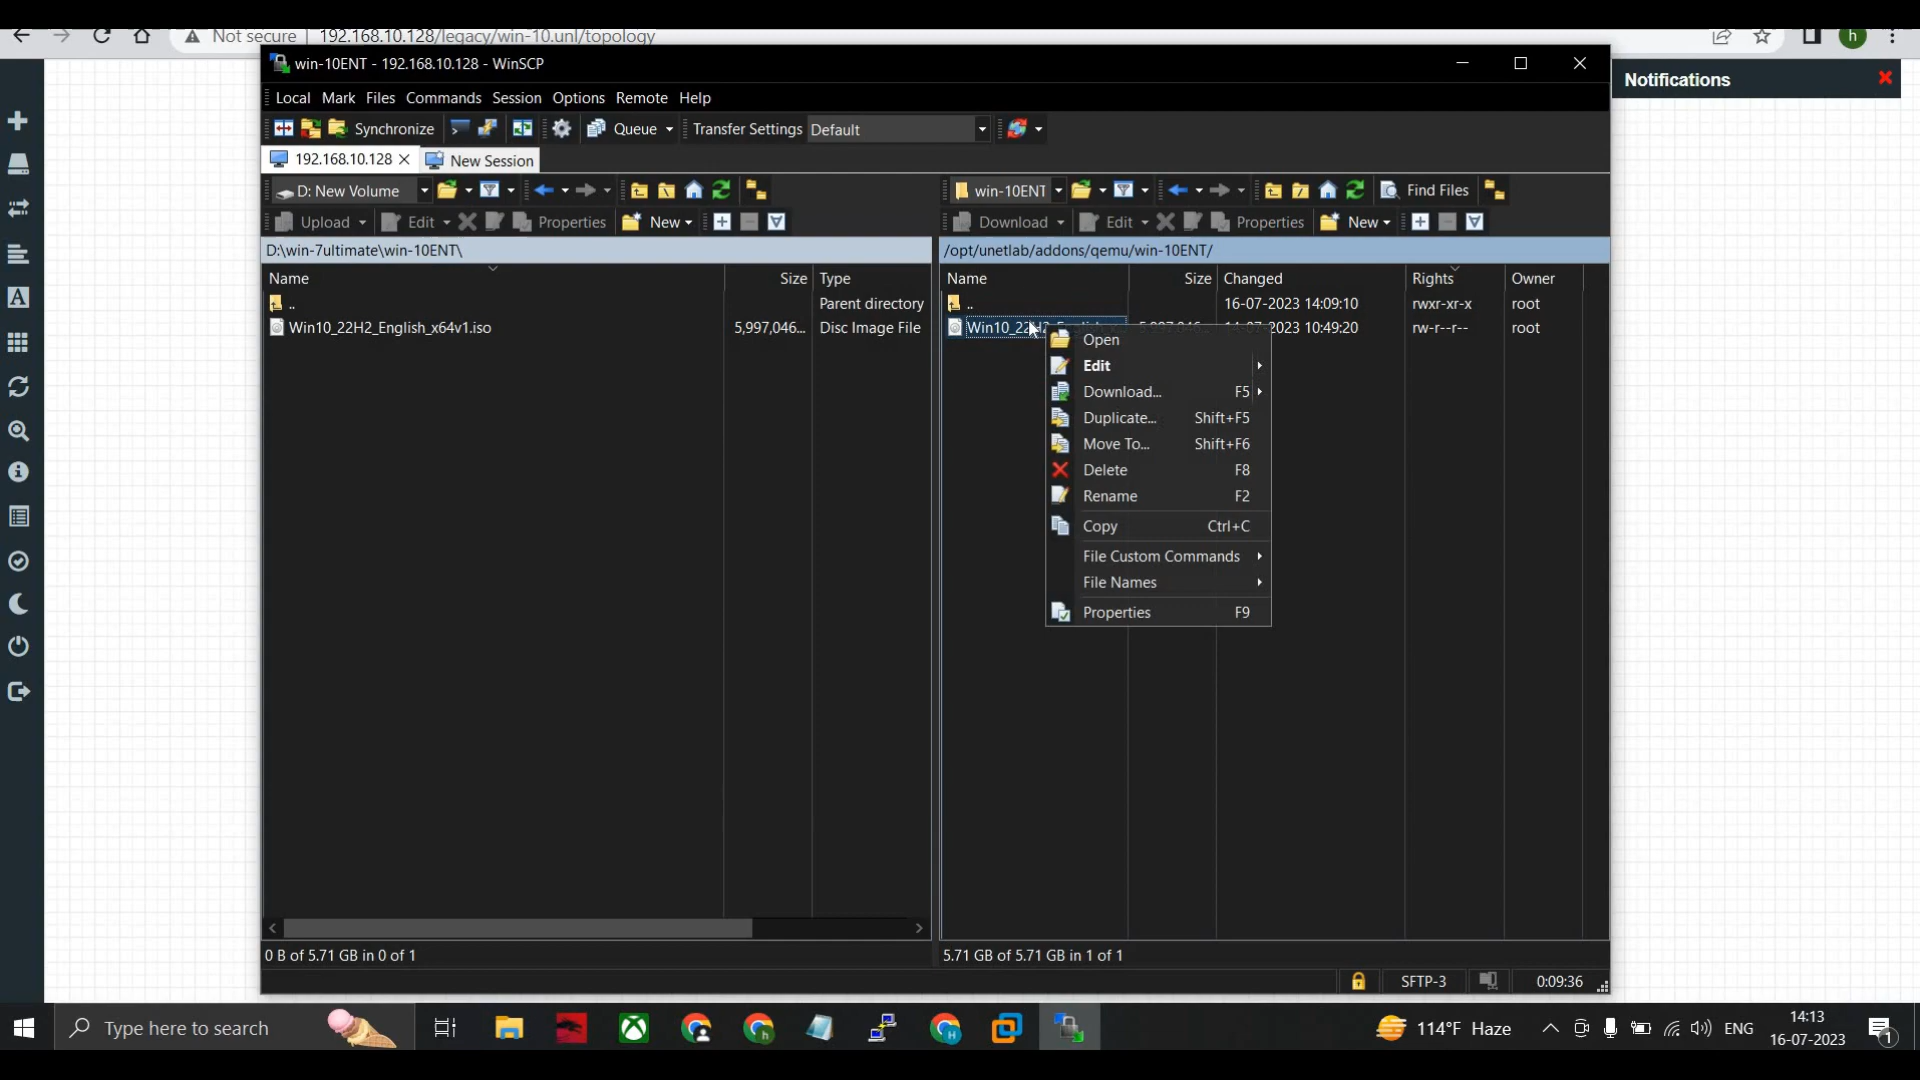 Not secure 192.168.10.128/legacy/win-10.unl/topology
h
win-10ENT - 192.168.10.128 - WinSCP
Notifications
Local Mark Files Commands Session Options Remote Help
Synchronize Queue Transfer Settings Default
192.168.10.128 New Session
D: New Volume
win-10ENT Find Files
Upload Edit Properties New
Download Edit Properties New
D:\win-7ultimate\win-10ENT\
/opt/unetlab/addons/qemu/win-10ENT/
Name Size Type
Name Size Changed Rights Owner
.. Parent directory
.. 16-07-2023 14:09:10 rwxr-xr-x root
Win10_22H2_English_x64v1.iso 5,997,046... Disc Image File
10:49:20 rw-r--r-- root
Open
Edit
Download... F5
Duplicate... Shift+F5
Move To... Shift+F6
Delete F8
Rename F2
Copy Ctrl+C
File Custom Commands
File Names
Properties F9
0 B of 5.71 GB in 0 of 1
5.71 GB of 5.71 GB in 1 of 1
SFTP-3 0:09:36
Type here to search
114°F Haze
ENG
14:13
16-07-2023
1